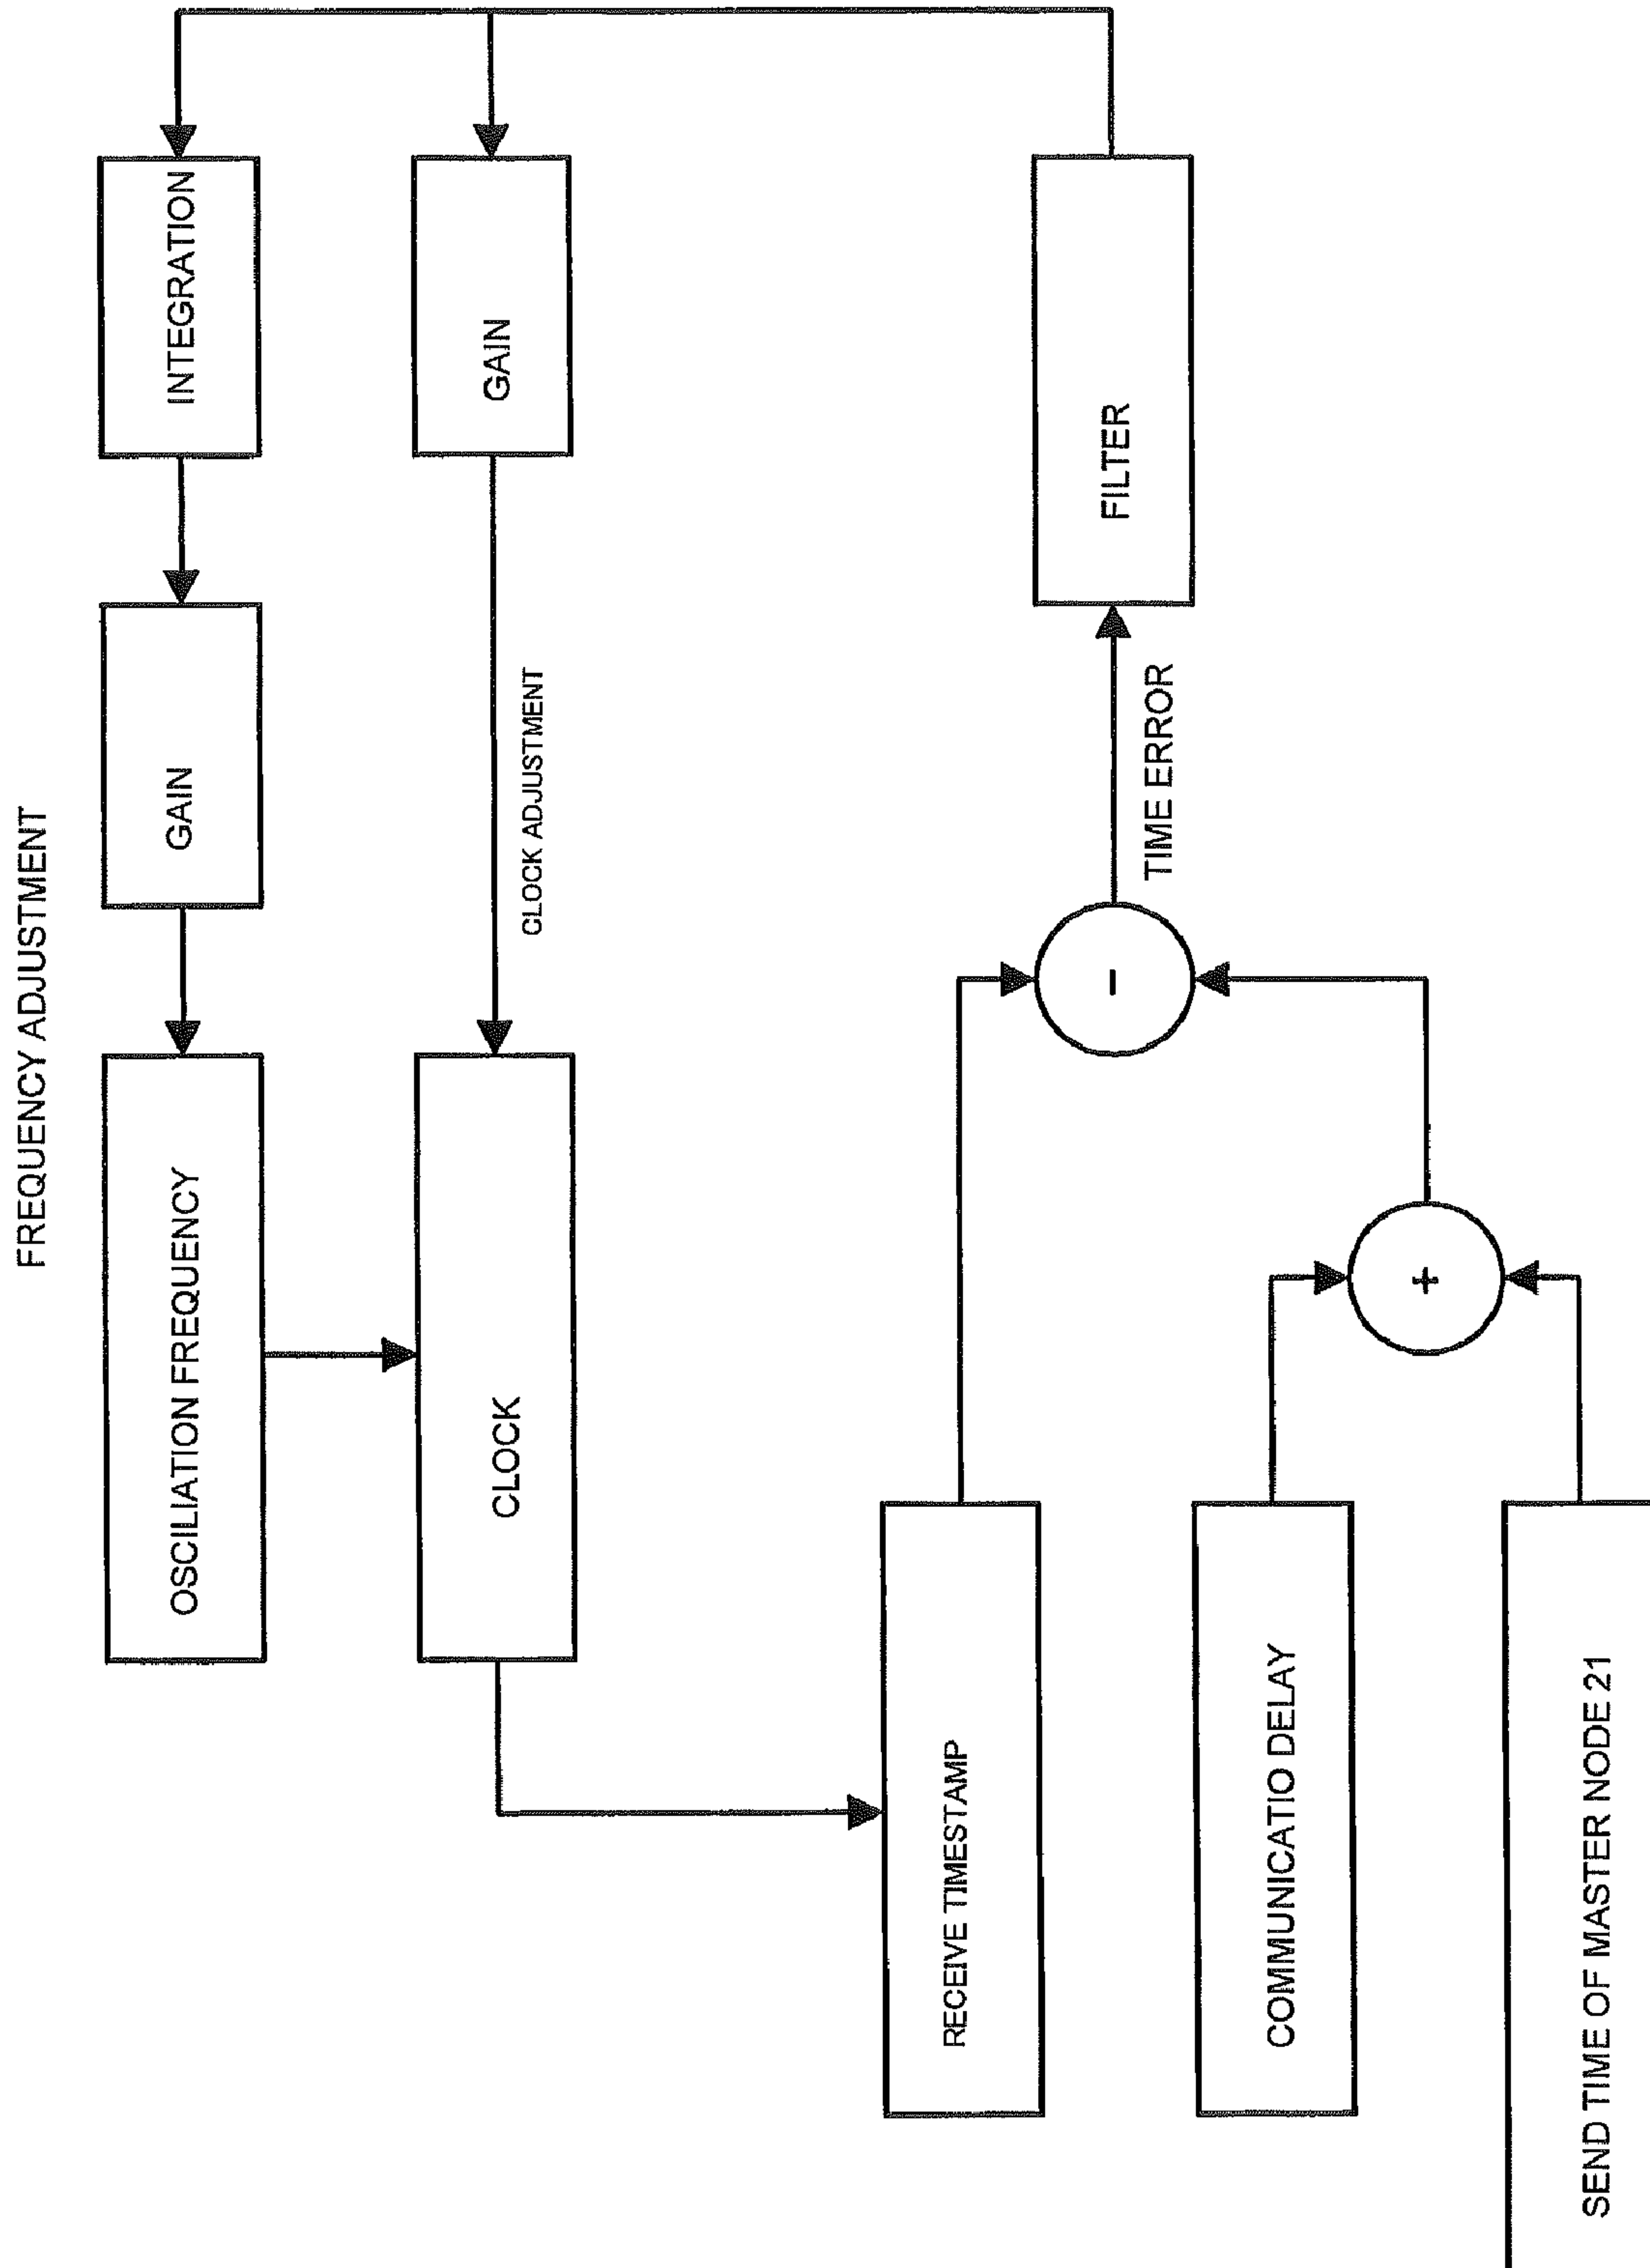 FREQUENCY ADJUSTMENT
OSCILIATION FREQUENCY
GAIN
INTEGRATION
CLOCK
CLOCK ADJUSTMENT
GAIN
RECEIVE TIMESTAMP
-
TIME ERROR
FILTER
COMMUNICATIO DELAY
+
SEND TIME OF MASTER NODE 21